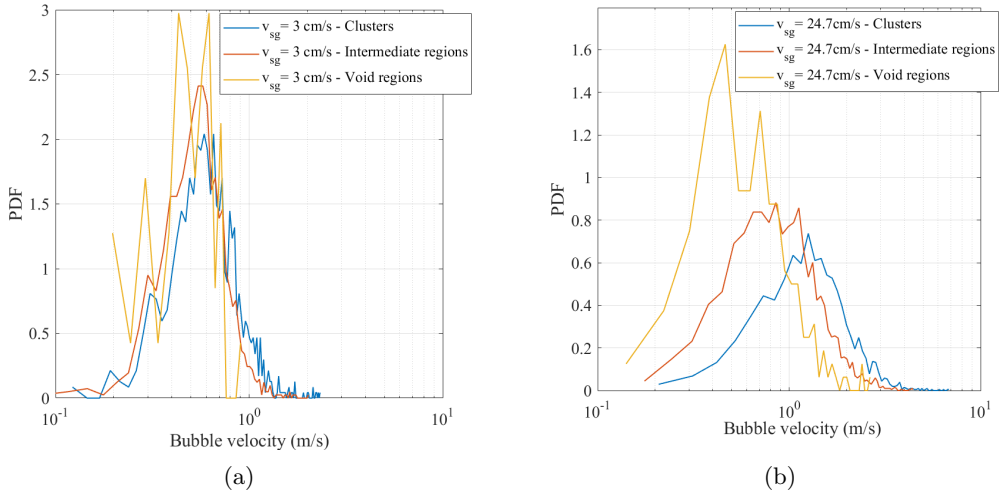 v_sg= 3 cm/s - Clusters
v_sg= 3 cm/s - Intermediate regions
v_sg= 3 cm/s - Void regions
3
2.5
2
1.5
1
0.5
0
PDF
10^-1
10^0
10^1
Bubble velocity (m/s)
(a)
v_sg= 24.7cm/s - Clusters
v_sg= 24.7cm/s - Intermediate regions
v_sg= 24.7cm/s - Void regions
1.6
1.4
1.2
1
0.8
0.6
0.4
0.2
0
PDF
10^-1
10^0
10^1
Bubble velocity (m/s)
(b)